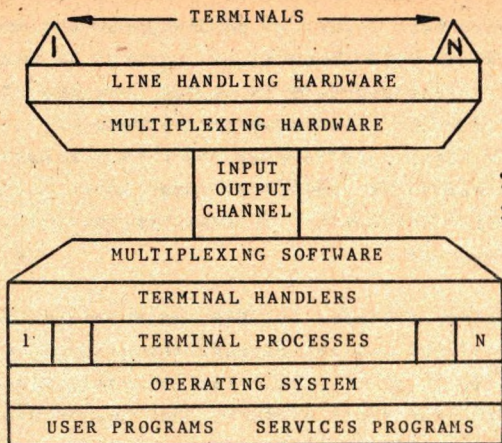 TERMINALS
1 N
LINE HANDLING HARDWARE
MULTIPLEXING HARDWARE
INPUT
OUTPUT
CHANNEL
MULTIPLEXING SOFTWARE
TERMINAL HANDLERS
1 TERMINAL PROCESSES N
OPERATING SYSTEM
USER PROGRAMS SERVICES PROGRAMS